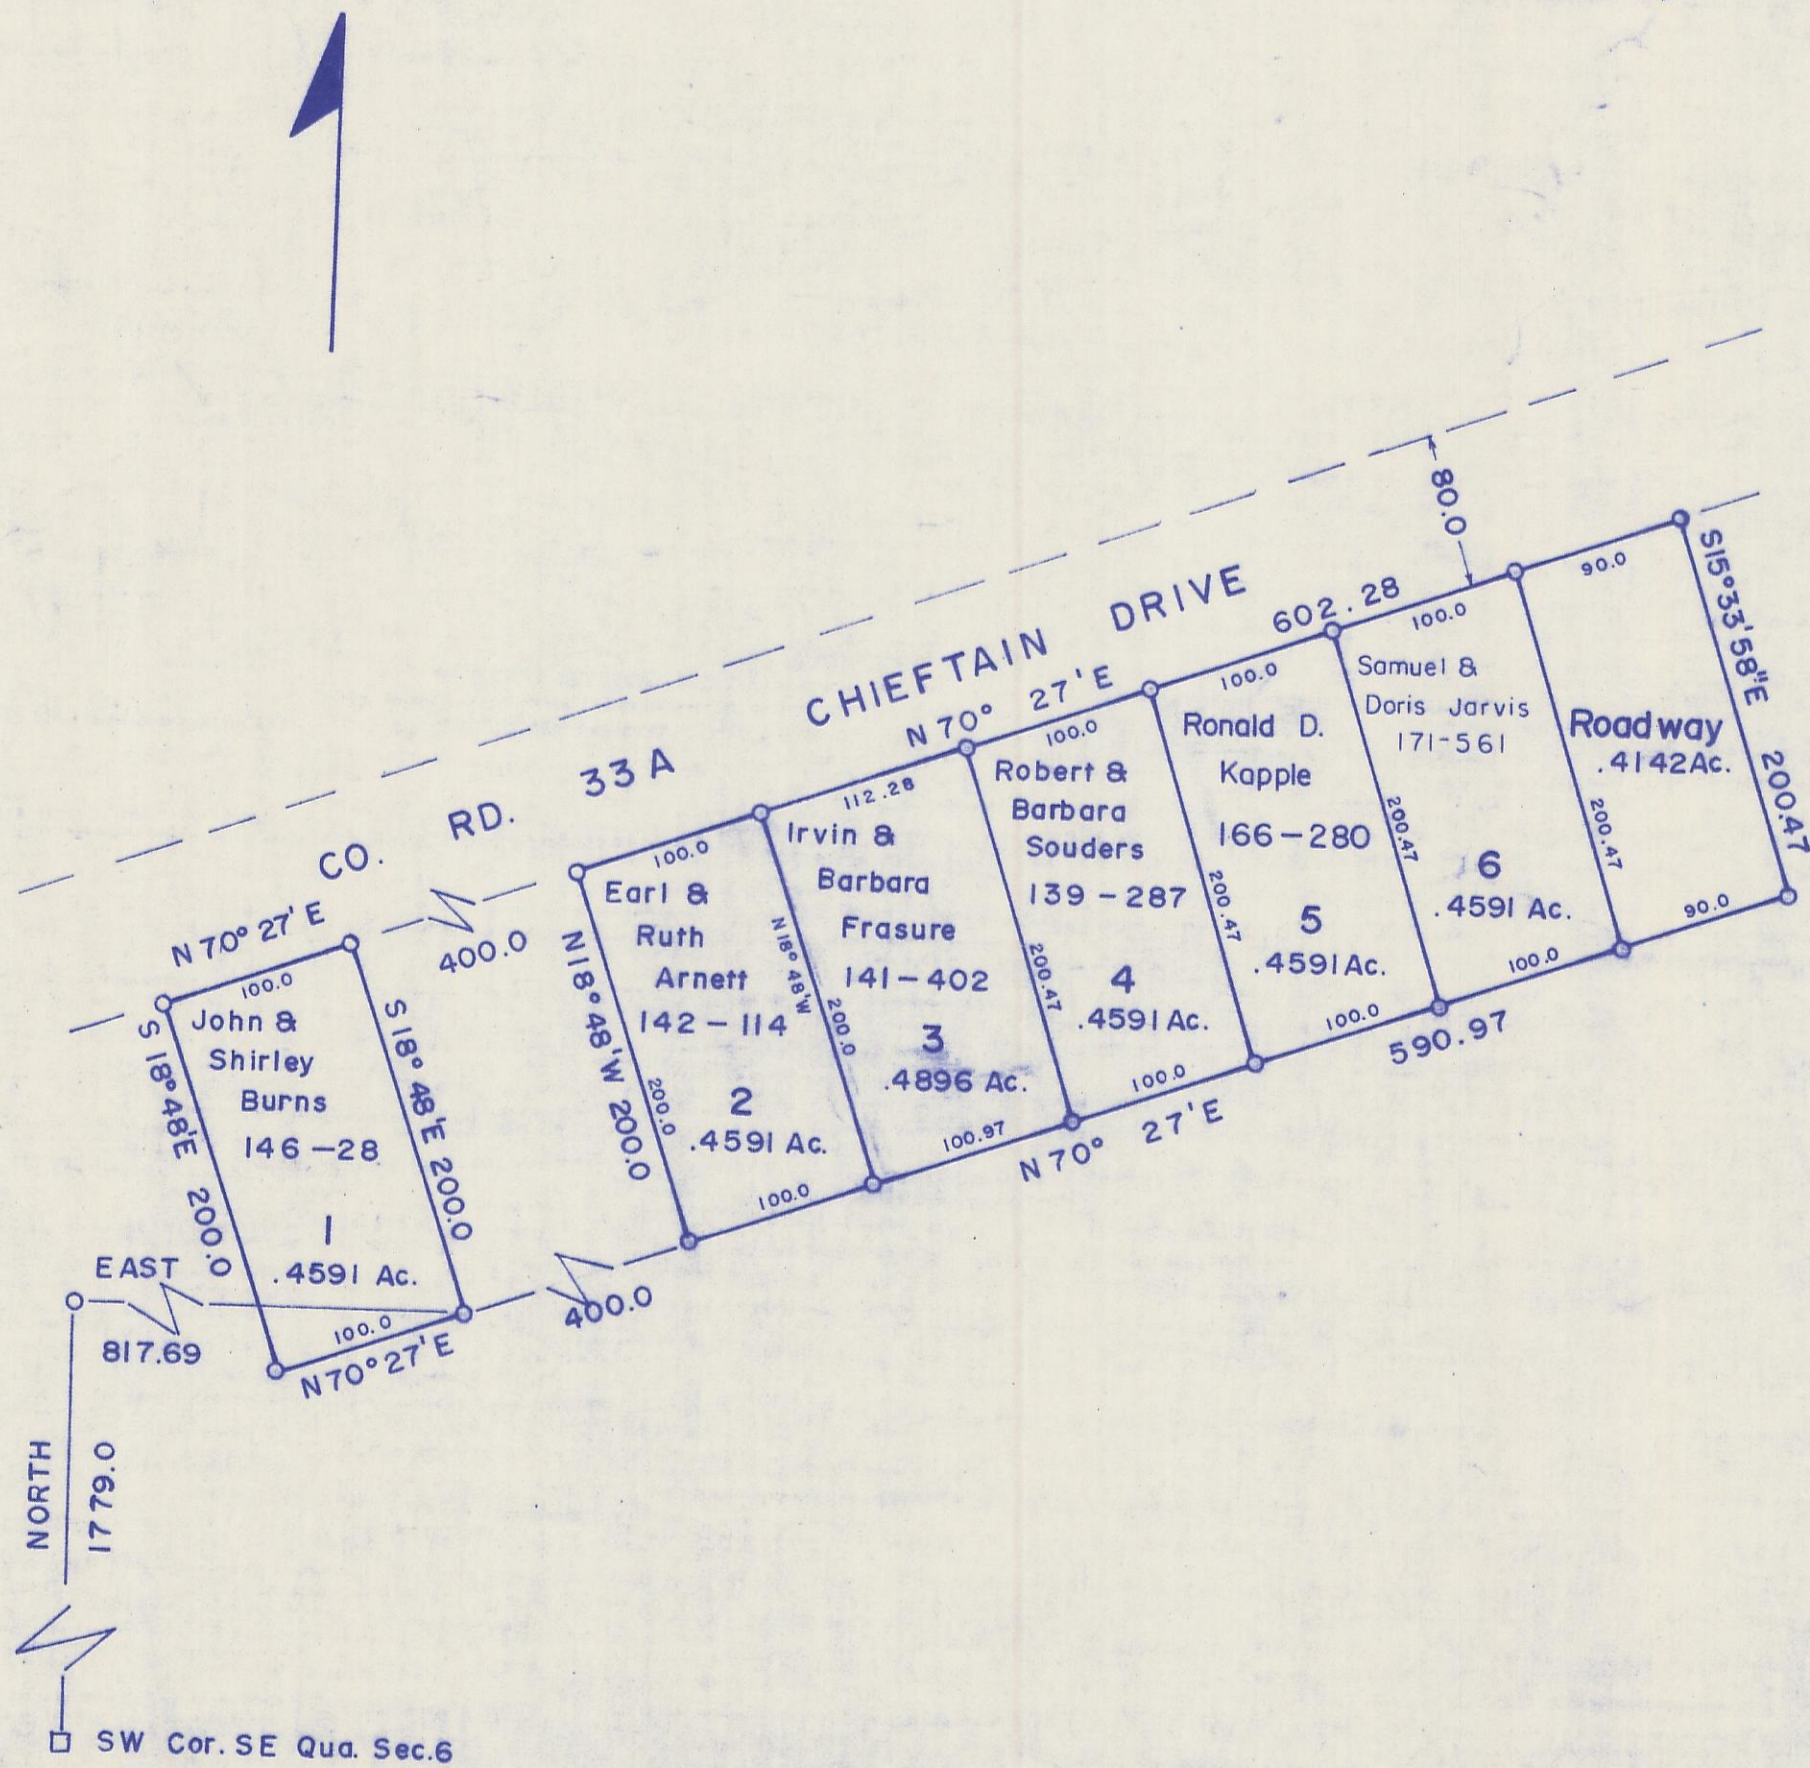 CO. RD. 33A CHIEFTAIN DRIVE
80.0
N 70° 27' E
602.28
N 70° 27' E
100.0
S 18° 48' E 200.0
John &
Shirley
Burns
146-28
1
.4591 Ac.
S 18° 48' E 200.0
100.0
N 70° 27' E
400.0
400.0
100.0
N 18° 48' W 200.0
Earl &
Ruth
Arnett
142-114
2
.4591 Ac.
200.0
100.0
112.28
N 18° 48' W
200.0
Irvin &
Barbara
Frasure
141-402
3
.4896 Ac.
100.97
100.0
Robert &
Barbara
Souders
139-287
4
.4591 Ac.
200.47
100.0
100.0
Ronald D.
Kapple
166-280
5
.4591 Ac.
200.47
100.0
100.0
Samuel &
Doris Jarvis
171-561
6
.4591 Ac.
200.47
100.0
90.0
Roadway
.4142 Ac.
200.47
90.0
S 15° 33' 58" E 200.47
N 70° 27' E
590.97
EAST
817.69
NORTH
1779.0
SW Cor. SE Qua. Sec. 6